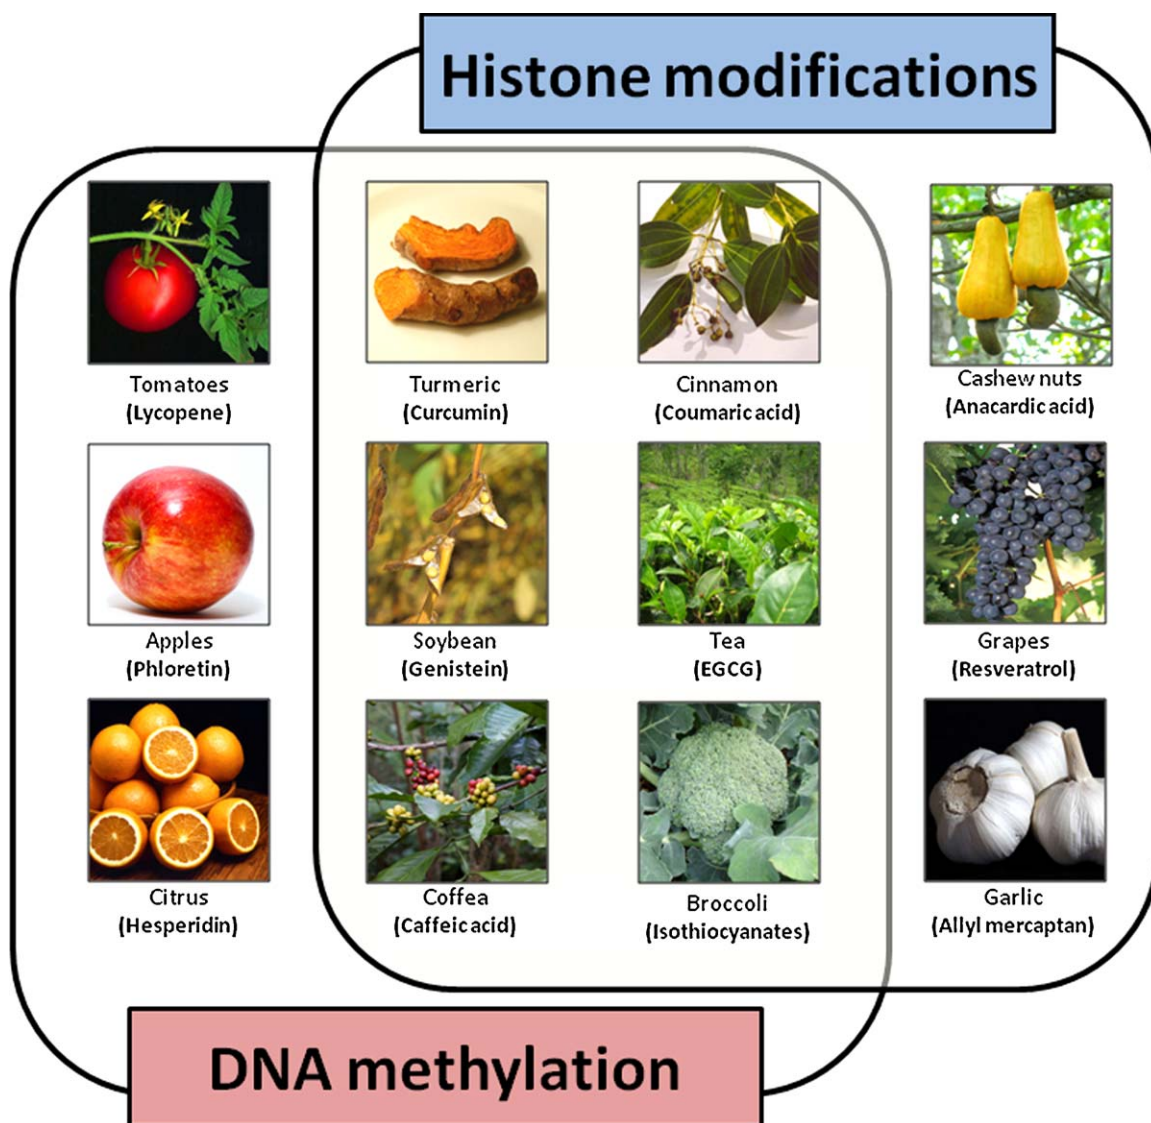 Histone modifications
Tomatoes
(Lycopene)
Turmeric
(Curcumin)
Cinnamon
(Coumaric acid)
Cashew nuts
(Anacardic acid)
Apples
(Phloretin)
Soybean
(Genistein)
Tea
(EGCG)
Grapes
(Resveratrol)
Citrus
(Hesperidin)
Coffea
(Caffeic acid)
Broccoli
(Isothiocyanates)
Garlic
(Allyl mercaptan)
DNA methylation